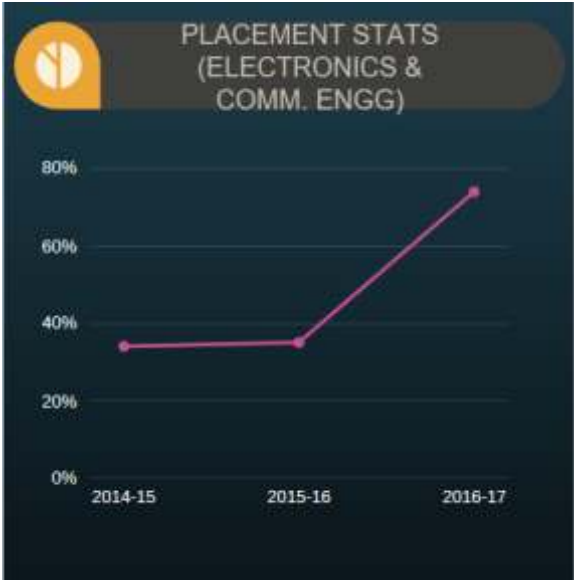 PLACEMENT STATS
(ELECTRONICS &
COMM. ENGG)
80%
60%
40%
20%
0%
2014-15 2015-16 2016-17